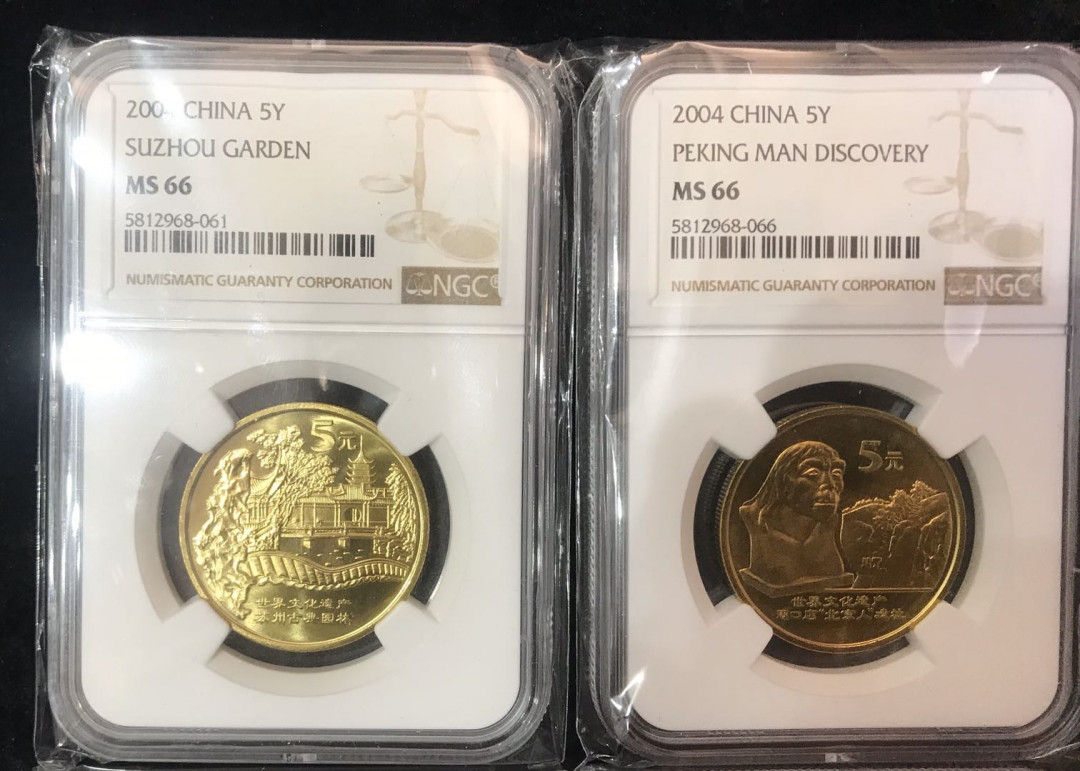 2004 CHINA 5Y
SUZHOU GARDEN
MS 66
5812968-061
NUMISMATIC GUARANTY CORPORATION
NGC
5元
世界文化遗产
苏州古典园林
2004 CHINA 5Y
PEKING MAN DISCOVERY
MS 66
5812968-066
NUMISMATIC GUARANTY CORPORATION
NGC
5元
世界文化遗产
周口店"北京人"遗址